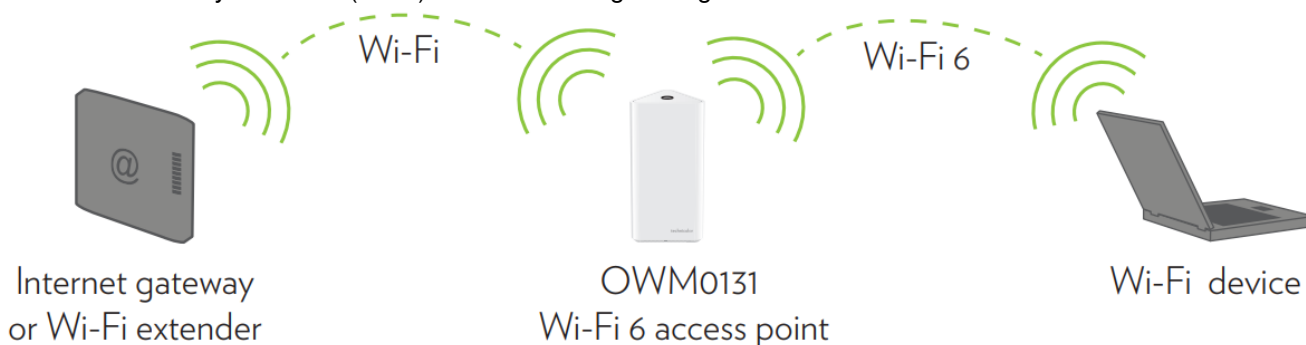 Wi-Fi
Wi-Fi 6
@
Internet gateway
or Wi-Fi extender
OWM0131
Wi-Fi 6 access point
Wi-Fi device